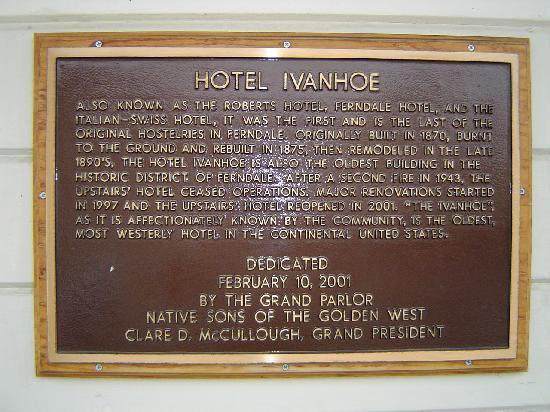 HOTEL IVANHOE
ALSO KNOWN AS THE ROBERTS HOTEL, FERNDALE HOTEL, AND THE
ITALIAN-SWISS HOTEL, IT WAS THE FIRST AND IS THE LAST OF THE
ORIGINAL HOSTELRIES IN FERNDALE. ORIGINALLY BUILT IN 1870, BURNT
TO THE GROUND AND REBUILT IN 1875, THEN REMODELED IN THE LATE
1890'S, THE HOTEL IVANHOE IS ALSO THE OLDEST BUILDING IN THE
HISTORIC DISTRICT OF FERNDALE. AFTER A SECOND FIRE IN 1943, THE
UPSTAIRS' HOTEL CEASED OPERATIONS. MAJOR RENOVATIONS STARTED
IN 1997 AND THE UPSTAIRS' HOTEL REOPENED IN 2001. "THE IVANHOE",
AS IT IS AFFECTIONATELY KNOWN BY THE COMMUNITY, IS THE OLDEST,
MOST WESTERLY HOTEL IN THE CONTINENTAL UNITED STATES.
DEDICATED
FEBRUARY 10, 2001
BY THE GRAND PARLOR
NATIVE SONS OF THE GOLDEN WEST
CLARE D. McCULLOUGH, GRAND PRESIDENT